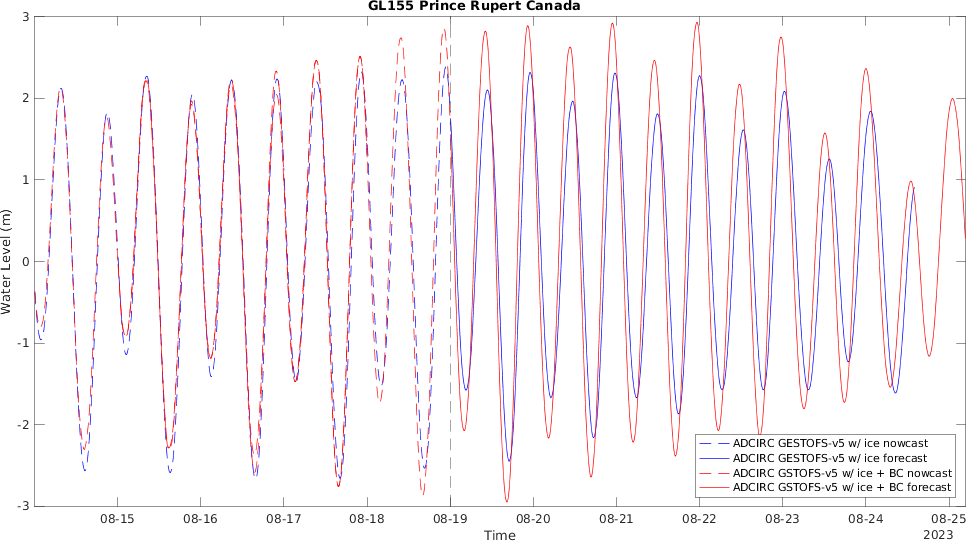 GL155 Prince Rupert Canada
3
2
1
0
-1
-2
-3
Water Level (m)
ADCIRC GESTOFS-v5 w/ ice nowcast
ADCIRC GESTOFS-v5 w/ ice forecast
ADCIRC GSTOFS-v5 w/ ice + BC nowcast
ADCIRC GSTOFS-v5 w/ ice + BC forecast
08-15 08-16 08-17 08-18 08-19 08-20 08-21 08-22 08-23 08-24 08-25
Time
2023